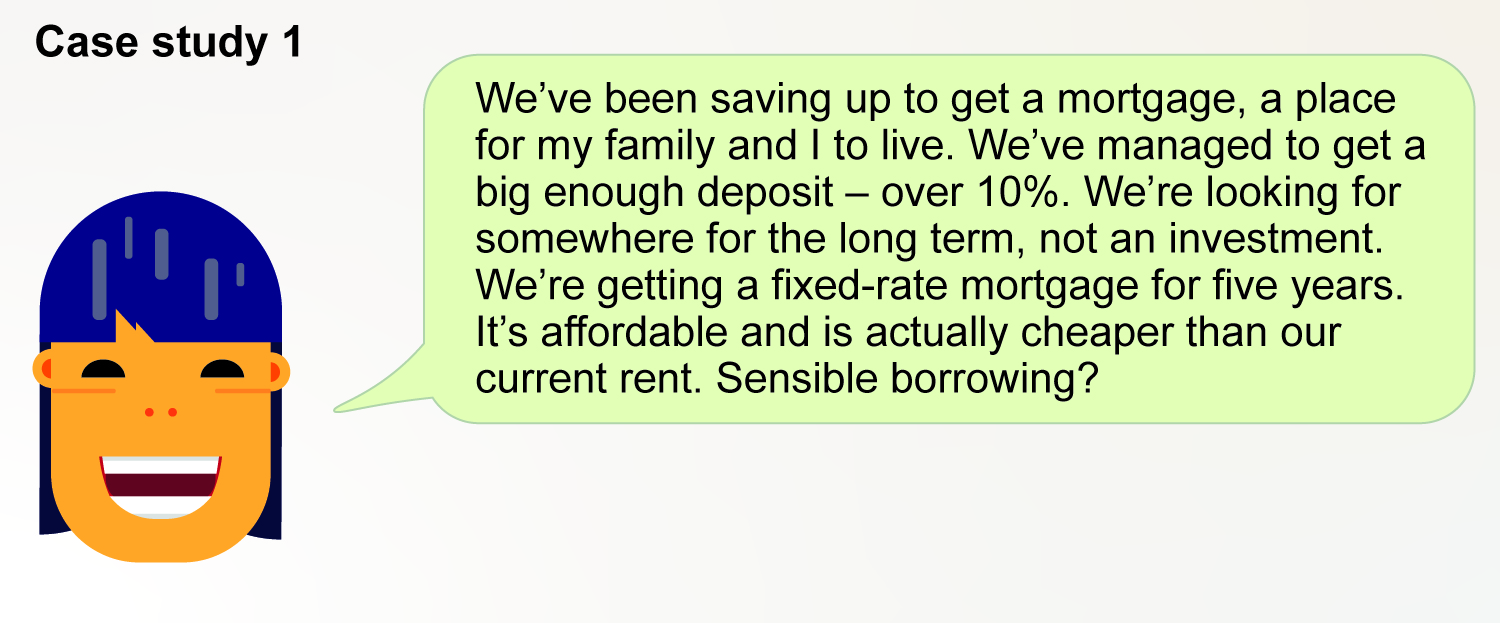 Case study 1
We’ve been saving up to get a mortgage, a place
for my family and I to live. We’ve managed to get a
big enough deposit – over 10%. We’re looking for
somewhere for the long term, not an investment.
We’re getting a fixed-rate mortgage for five years.
It’s affordable and is actually cheaper than our
current rent. Sensible borrowing?